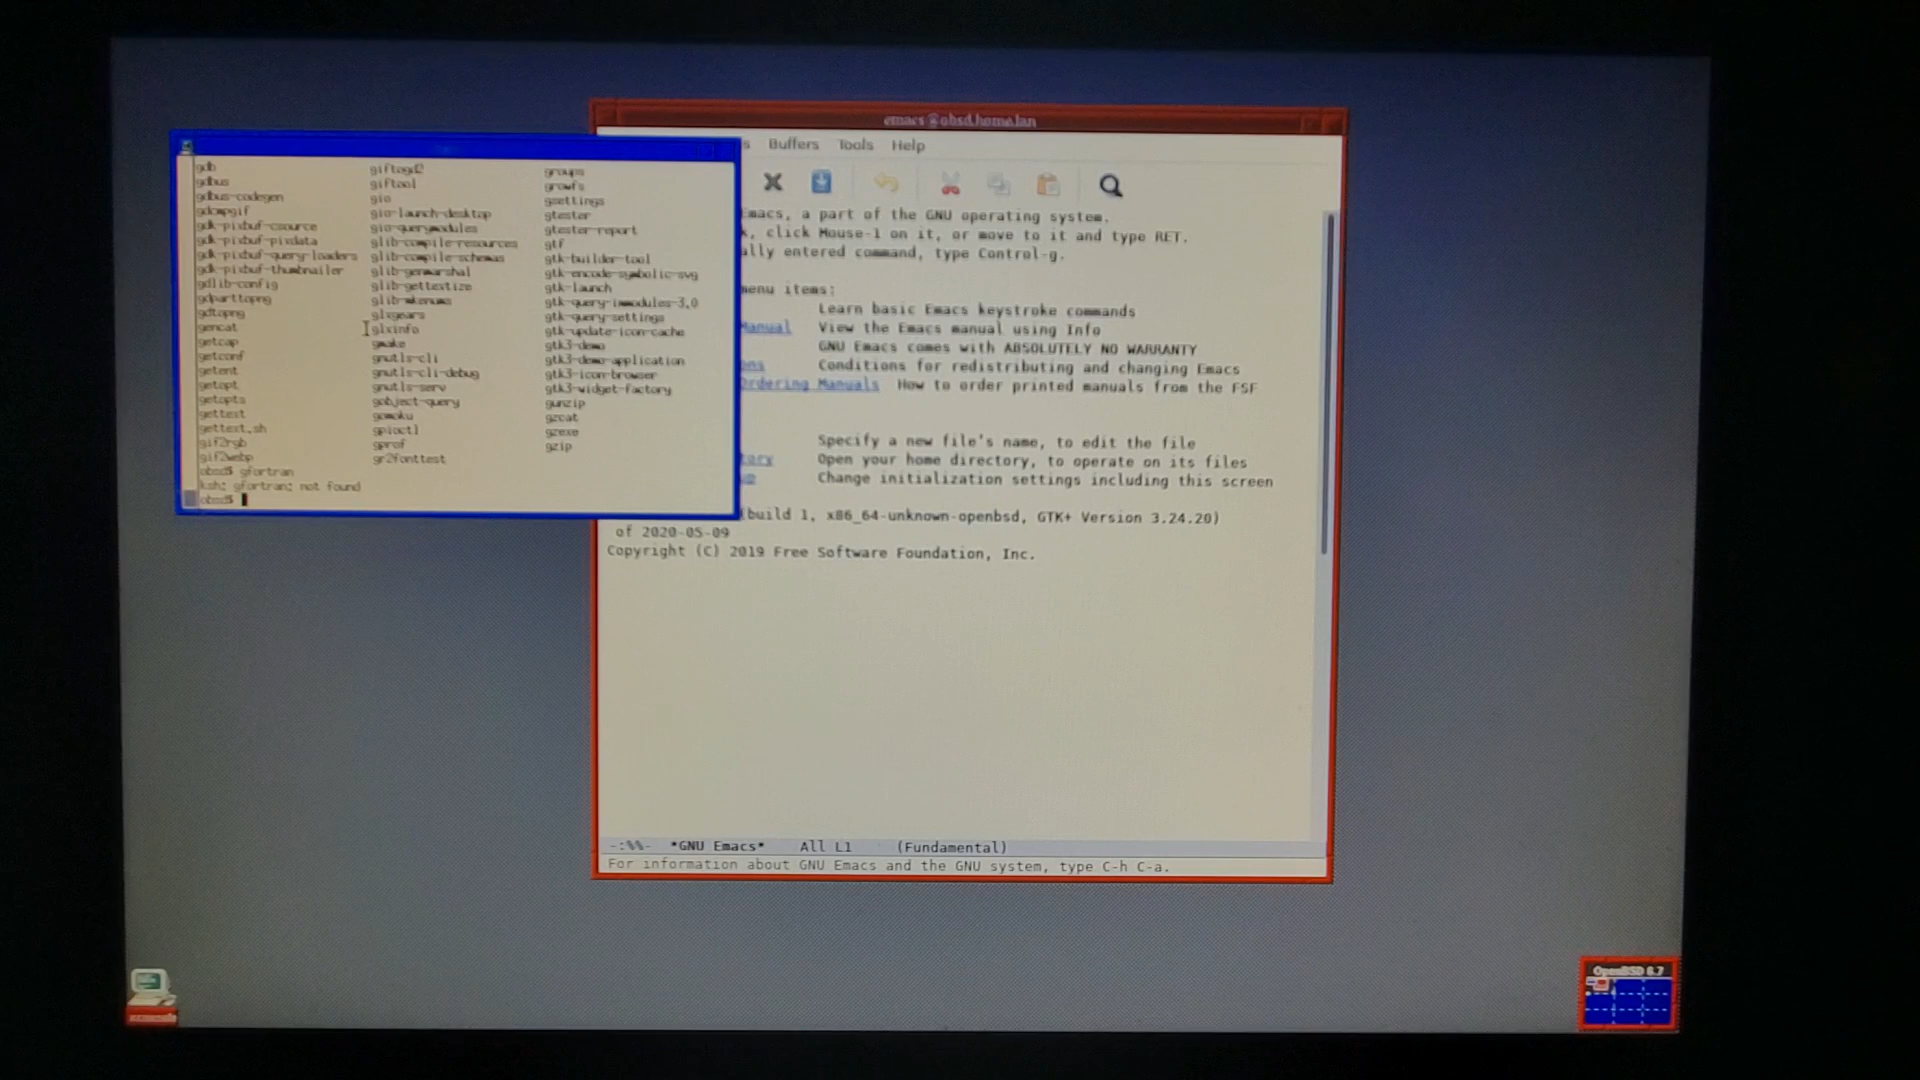 gdb giftogd2 groups
gdbus giftool growfs
gdbus-codegen gio gsettings
gdcmpgif gio-launch-desktop gtester
gdk-pixbuf-csource gio-querymodules gtester-report
gdk-pixbuf-pixdata glib-compile-resources gtf
gdk-pixbuf-query-loaders glib-compile-schemas gtk-builder-tool
gdk-pixbuf-thumbnailer glib-genmarshal gtk-encode-symbolic-svg
gdlib-config glib-gettextize gtk-launch
gdparttopng glib-mkenums gtk-query-immodules-3.0
gdtopng glxgears gtk-query-settings
gencat glxinfo gtk-update-icon-cache
getcap gmake gtk3-demo
getconf gnutls-cli gtk3-demo-application
getent gnutls-cli-debug gtk3-icon-browser
getopt gnutls-serv gtk3-widget-factory
getopts gobject-query gunzip
gettext gomoku gzcat
gettext.sh gpioctl gzexe
gif2rgb gprof gzip
gif2webp gr2fonttest
obsd$ gfortran
ksh: gfortran: not found
obsd$
emacs@obsd.home.lan
s Buffers Tools Help
Emacs, a part of the GNU operating system.
k, click Mouse-1 on it, or move to it and type RET.
ally entered command, type Control-g.
menu items:
Learn basic Emacs keystroke commands
Manual View the Emacs manual using Info
GNU Emacs comes with ABSOLUTELY NO WARRANTY
ons Conditions for redistributing and changing Emacs
Ordering Manuals How to order printed manuals from the FSF
Specify a new file's name, to edit the file
tory Open your home directory, to operate on its files
Change initialization settings including this screen
(build 1, x86_64-unknown-openbsd, GTK+ Version 3.24.20)
of 2020-05-09
Copyright (C) 2019 Free Software Foundation, Inc.
-:%%- *GNU Emacs* All L1 (Fundamental)
For information about GNU Emacs and the GNU system, type C-h C-a.
OpenBSD 6.7